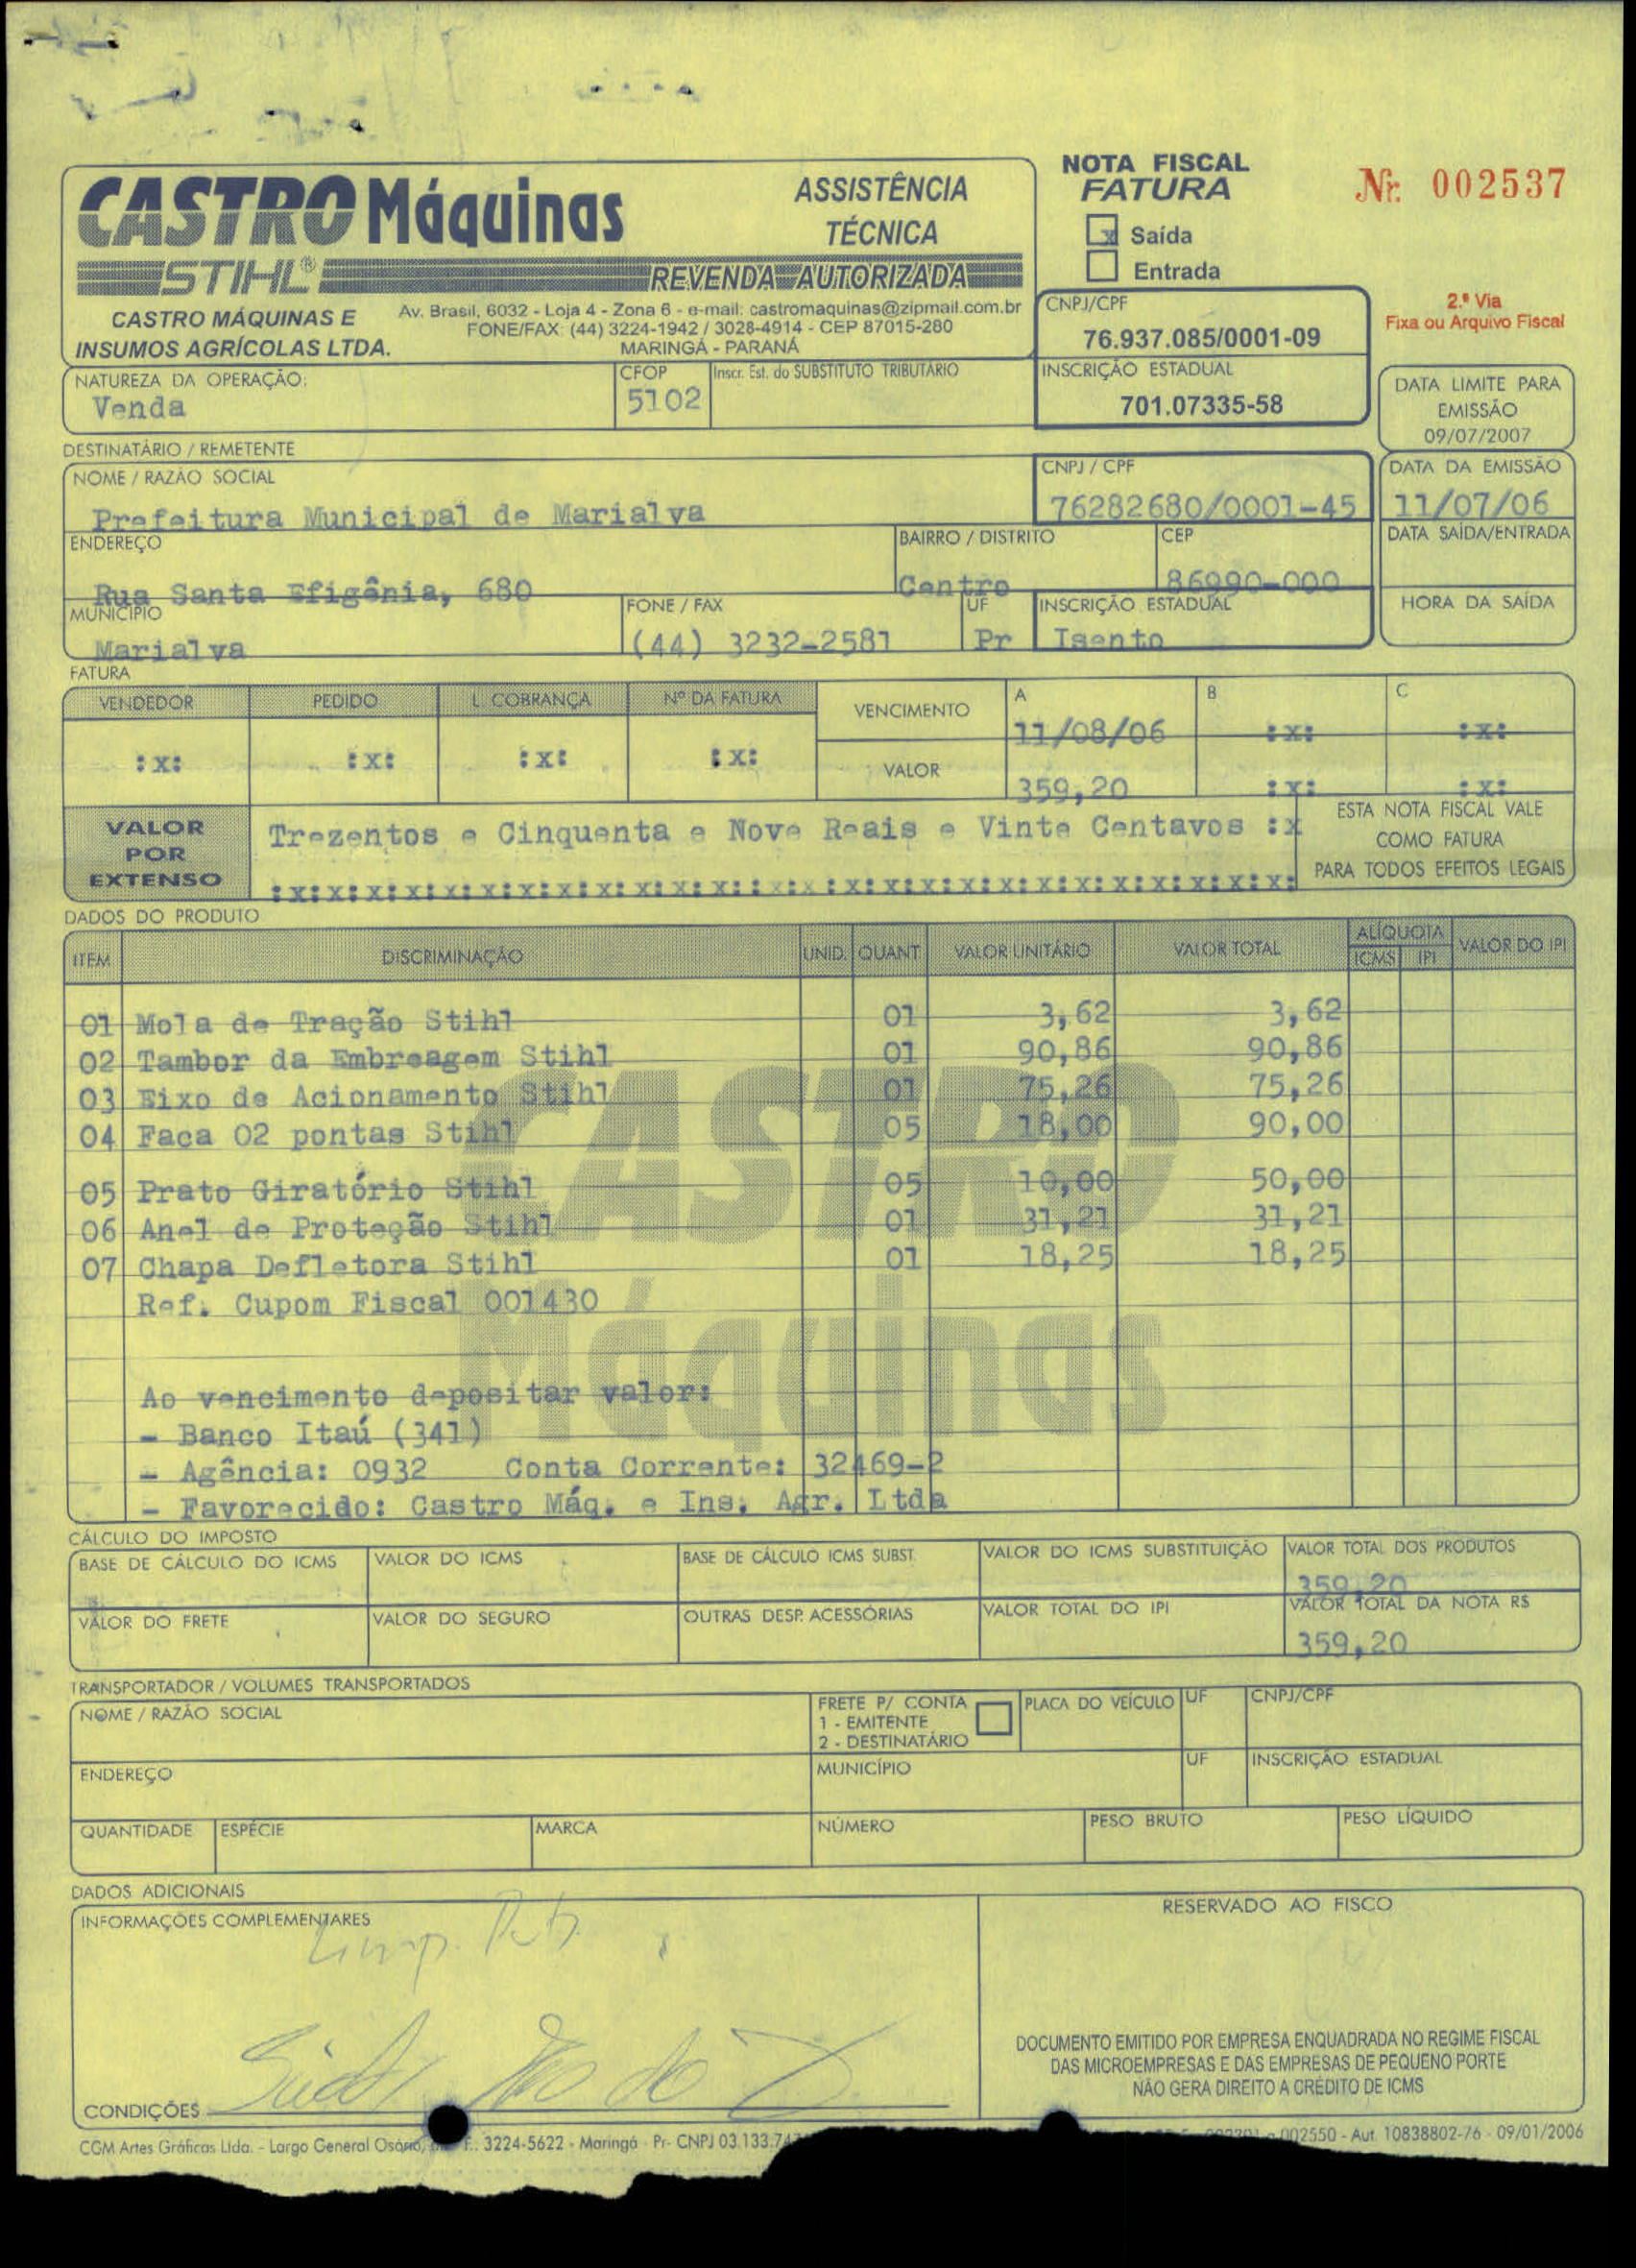 CASTRO Máquinas
ASSISTÊNCIA
TÉCNICA
STIHL®
REVENDA AUTORIZADA
CASTRO MÁQUINAS E
INSUMOS AGRÍCOLAS LTDA.
Av. Brasil, 6032 - Loja 4 - Zona 6 - e-mail: castromaquinas@zipmail.com.br
FONE/FAX: (44) 3224-1942 / 3028-4914 - CEP 87015-280
MARINGÁ - PARANÁ
NOTA FISCAL
FATURA
x Saída
Entrada
Nr. 002537
2.ª Via
Fixa ou Arquivo Fiscal
CNPJ/CPF
76.937.085/0001-09
INSCRIÇÃO ESTADUAL
701.07335-58
DATA LIMITE PARA
EMISSÃO
09/07/2007
NATUREZA DA OPERAÇÃO:
Venda
CFOP
5102
Inscr. Est. do SUBSTITUTO TRIBUTÁRIO
DESTINATÁRIO / REMETENTE
NOME / RAZÃO SOCIAL
Prefeitura Municipal de Marialva
CNPJ / CPF
76282680/0001-45
DATA DA EMISSÃO
11/07/06
ENDEREÇO
Rua Santa Efigênia, 680
BAIRRO / DISTRITO
Centro
CEP
86990-000
DATA SAÍDA/ENTRADA
MUNICÍPIO
Marialva
FONE / FAX
(44) 3232-2581
UF
Pr
INSCRIÇÃO ESTADUAL
Isento
HORA DA SAÍDA
FATURA
VENDEDOR PEDIDO L. COBRANÇA Nº DA FATURA
:x: :x: :x: :x:
VENCIMENTO
A 11/08/06
B :x:
C :x:
VALOR
359,20 :x: :x:
VALOR
POR
EXTENSO
Trezentos e Cinquenta e Nove Reais e Vinte Centavos :x
:x:x:x:x:x:x:x:x:x:x:x:x::x:x:x:x:x:x:x:x:x:x:x:x:x:x:
ESTA NOTA FISCAL VALE
COMO FATURA
PARA TODOS EFEITOS LEGAIS
DADOS DO PRODUTO
ITEM DISCRIMINAÇÃO UNID. QUANT. VALOR UNITÁRIO VALOR TOTAL ALÍQUOTA ICMS IPI VALOR DO IPI
01 Mola de Tração Stihl 01 3,62 3,62
02 Tambor da Embreagem Stihl 01 90,86 90,86
03 Eixo de Acionamento Stihl 01 75,26 75,26
04 Faca 02 pontas Stihl 05 18,00 90,00
05 Prato Giratório Stihl 05 10,00 50,00
06 Anel de Proteção Stihl 01 31,21 31,21
07 Chapa Defletora Stihl 01 18,25 18,25
Ref. Cupom Fiscal 001430
CASTRO
Máquinas
Ao vencimento depositar valor:
- Banco Itaú (341)
- Agência: 0932 Conta Corrente: 32469-2
- Favorecido: Castro Máq. e Ins. Agr. Ltda
CÁLCULO DO IMPOSTO
BASE DE CÁLCULO DO ICMS
VALOR DO ICMS
BASE DE CÁLCULO ICMS SUBST.
VALOR DO ICMS SUBSTITUIÇÃO
VALOR TOTAL DOS PRODUTOS
359,20
VALOR DO FRETE
VALOR DO SEGURO
OUTRAS DESP. ACESSÓRIAS
VALOR TOTAL DO IPI
VALOR TOTAL DA NOTA R$
359,20
TRANSPORTADOR / VOLUMES TRANSPORTADOS
NOME / RAZÃO SOCIAL
FRETE P/ CONTA
1 - EMITENTE
2 - DESTINATÁRIO
PLACA DO VEÍCULO
UF
CNPJ/CPF
ENDEREÇO
MUNICÍPIO
UF
INSCRIÇÃO ESTADUAL
QUANTIDADE
ESPÉCIE
MARCA
NÚMERO
PESO BRUTO
PESO LÍQUIDO
DADOS ADICIONAIS
INFORMAÇÕES COMPLEMENTARES
RESERVADO AO FISCO
CONDIÇÕES
DOCUMENTO EMITIDO POR EMPRESA ENQUADRADA NO REGIME FISCAL
DAS MICROEMPRESAS E DAS EMPRESAS DE PEQUENO PORTE
NÃO GERA DIREITO A CRÉDITO DE ICMS
CGM Artes Gráficas Ltda. - Largo General Osório, F.: 3224-5622 - Maringá - Pr- CNPJ 03.133.74 002550 - Aut. 10838802-76 - 09/01/2006